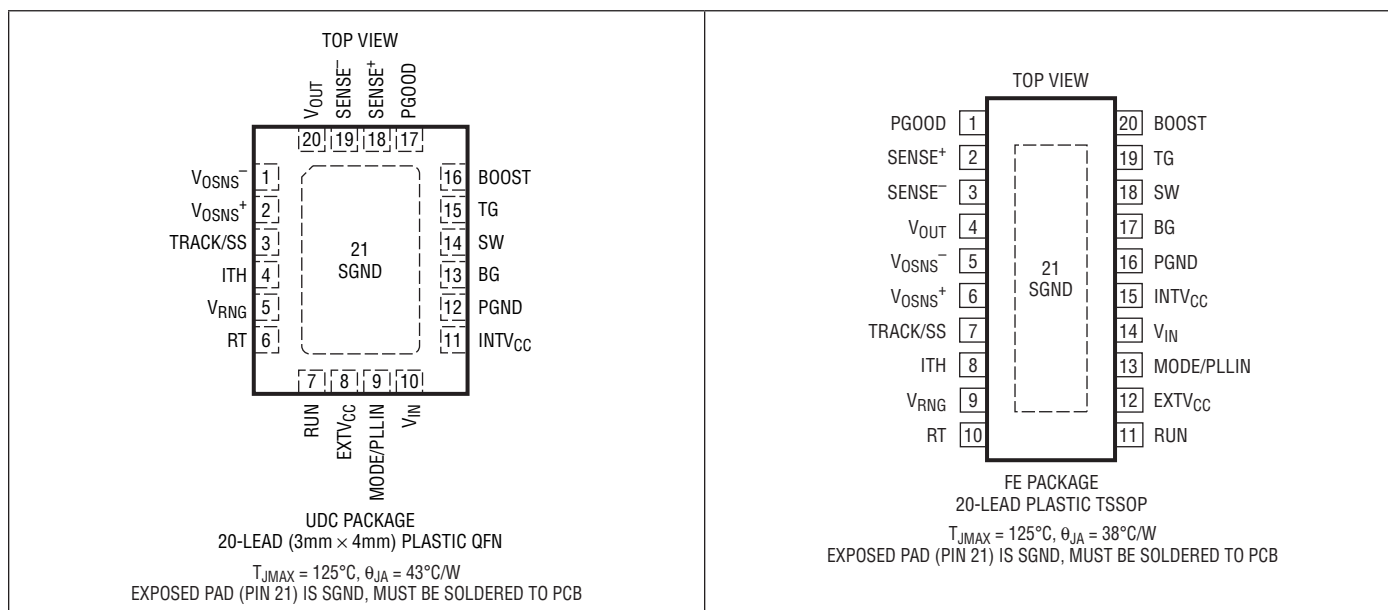 TOP VIEW
VOUT
SENSE–
SENSE+
PGOOD
20 19 18 17
VOSNS– 1
VOSNS+ 2
TRACK/SS 3
ITH 4
VRNG 5
RT 6
21
SGND
16 BOOST
15 TG
14 SW
13 BG
12 PGND
11 INTVCC
7 8 9 10
RUN
EXTVCC
MODE/PLLIN
VIN
UDC PACKAGE
20-LEAD (3mm × 4mm) PLASTIC QFN
TJMAX = 125°C, θJA = 43°C/W
EXPOSED PAD (PIN 21) IS SGND, MUST BE SOLDERED TO PCB
TOP VIEW
PGOOD 1
SENSE+ 2
SENSE– 3
VOUT 4
VOSNS– 5
VOSNS+ 6
TRACK/SS 7
ITH 8
VRNG 9
RT 10
21
SGND
20 BOOST
19 TG
18 SW
17 BG
16 PGND
15 INTVCC
14 VIN
13 MODE/PLLIN
12 EXTVCC
11 RUN
FE PACKAGE
20-LEAD PLASTIC TSSOP
TJMAX = 125°C, θJA = 38°C/W
EXPOSED PAD (PIN 21) IS SGND, MUST BE SOLDERED TO PCB